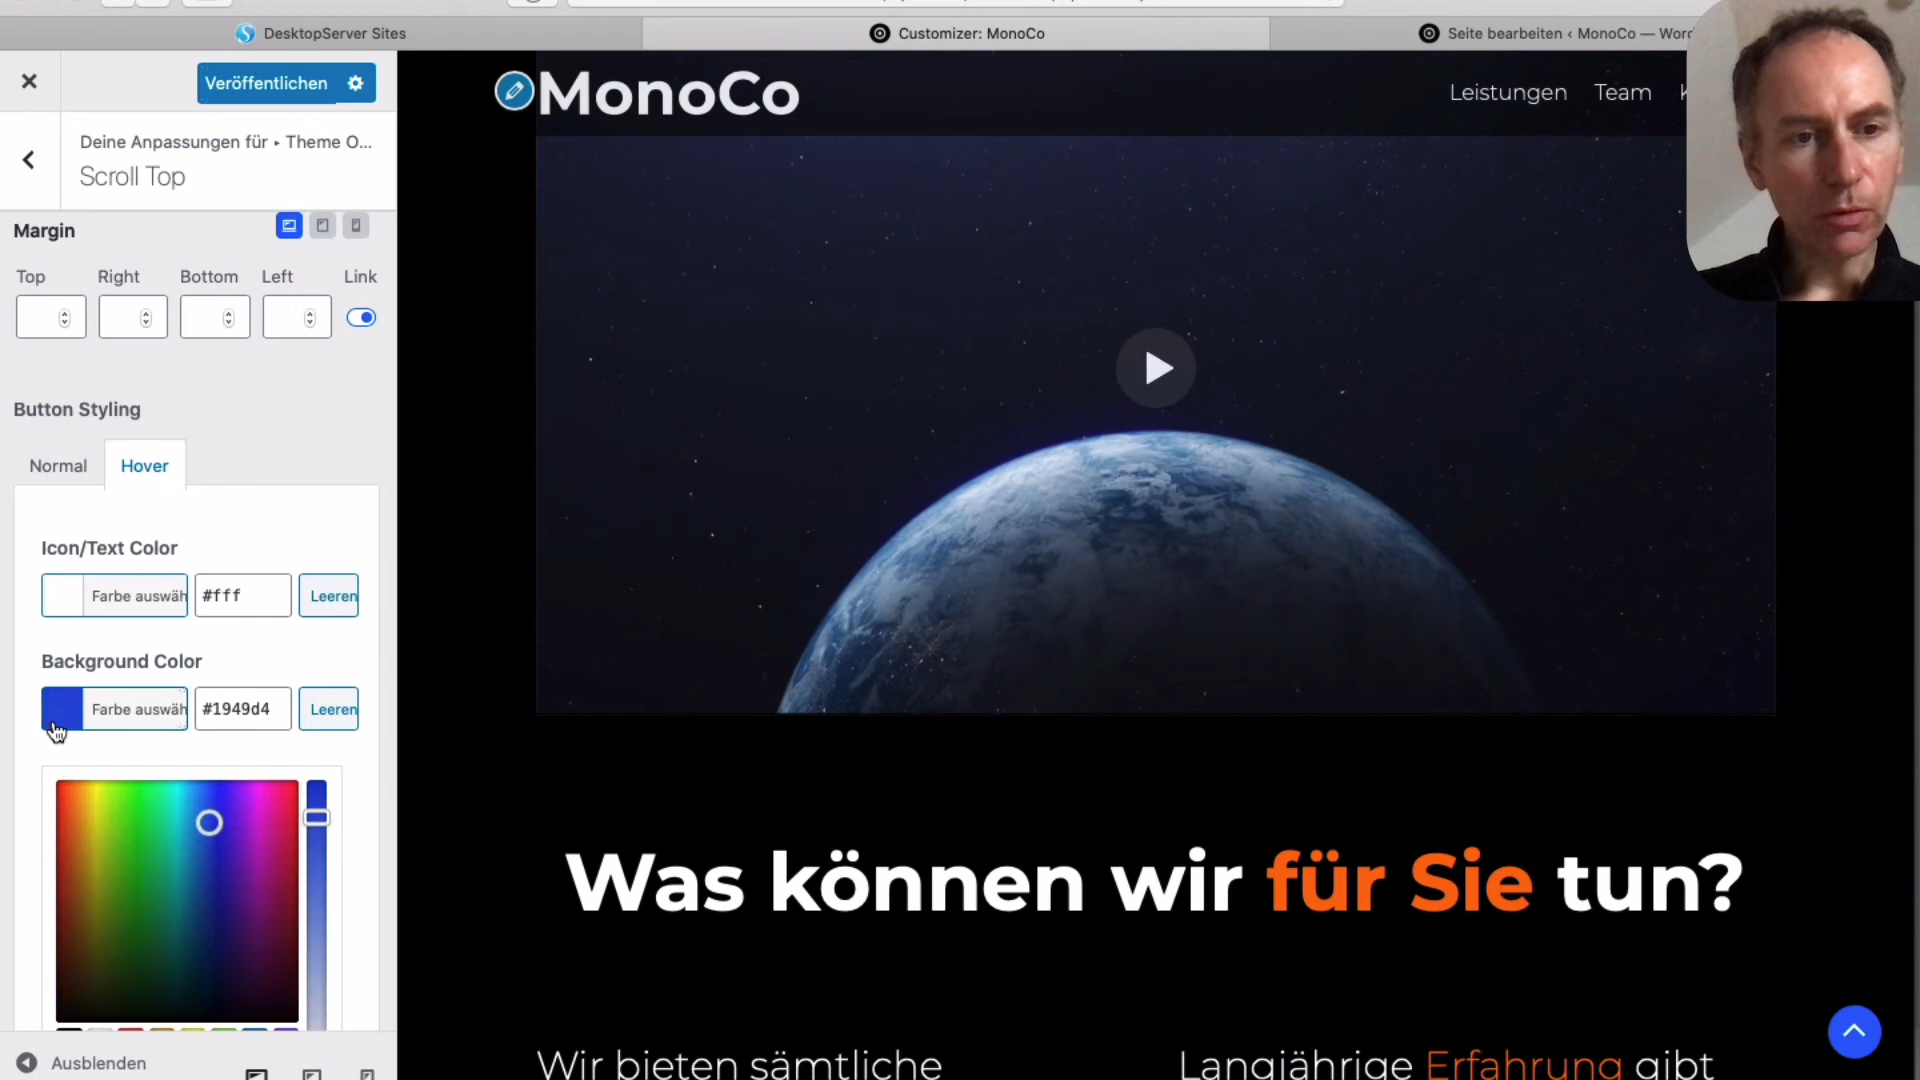 DesktopServer Sites
Customizer: MonoCo
Seite bearbeiten ‹ MonoCo — Wor
Veröffentlichen
Deine Anpassungen für ▸ Theme O...
Scroll Top
Margin
Top Right Bottom Left Link
Button Styling
Normal Hover
Icon/Text Color
Farbe auswäh #fff Leeren
Background Color
Farbe auswäh #1949d4 Leeren
Ausblenden
MonoCo
Leistungen Team K
Was können wir für Sie tun?
Wir bieten sämtliche
Langjährige Erfahrung gibt